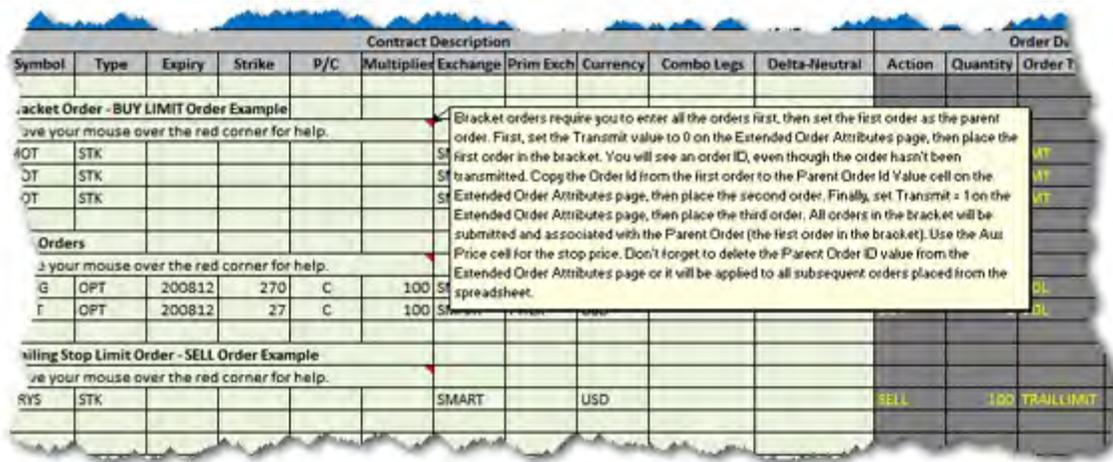 Contract Description Order
Symbol Type Expiry Strike P/C Multiplier Exchange Prim Exch Currency Combo Legs Delta-Neutral Action Quantity Order
acket Order - BUY LIMIT Order Example
ove your mouse over the red corner for help.
Bracket orders require you to enter all the orders first, then set the first order as the parent
order. First, set the Transmit value to 0 on the Extended Order Attributes page, then place the
first order in the bracket. You will see an order ID, even though the order hasn't been
transmitted. Copy the Order Id from the first order to the Parent Order Id Value cell on the
Extended Order Attributes page, then place the second order. Finally, set Transmit = 1 on the
Extended Order Attributes page, then place the third order. All orders in the bracket will be
submitted and associated with the Parent Order (the first order in the bracket). Use the Aux
Price cell for the stop price. Don't forget to delete the Parent Order ID value from the
Extended Order Attributes page or it will be applied to all subsequent orders placed from the
spreadsheet.
HOT STK
OT STK
OT STK
Orders
your mouse over the red corner for help.
G OPT 200812 270 C 100
OPT 200812 27 C 100
ailing Stop Limit Order - SELL Order Example
ve your mouse over the red corner for help.
RYS STK SMART USD SELL 100 TRAILLIMIT